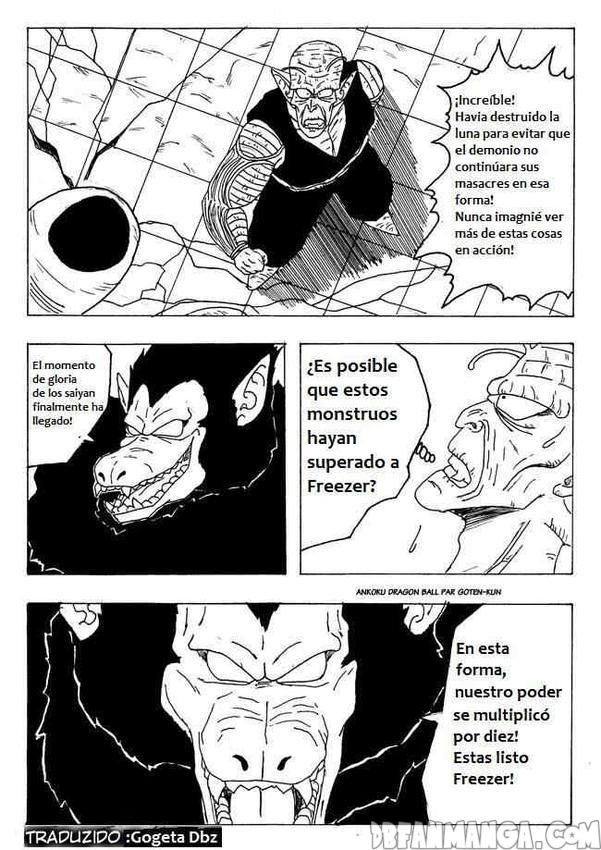 ¡Increíble!
Havia destruido la
luna para evitar que
el demonio no
continúara sus
masacres en esa
forma!
Nunca imagnié ver
más de estas cosas
en acción!
El momento
de gloria
de los saiyan
finalmente ha
llegado!
¿Es posible
que estos
monstruos
hayan
superado a
Freezer?
ANKOKU DRAGON BALL PAR GOTEN-KUN
En esta
forma,
nuestro poder
se multiplicó
por diez!
Estas listo
Freezer!
TRADUZIDO :Gogeta Dbz
DBFANMANGA.COM